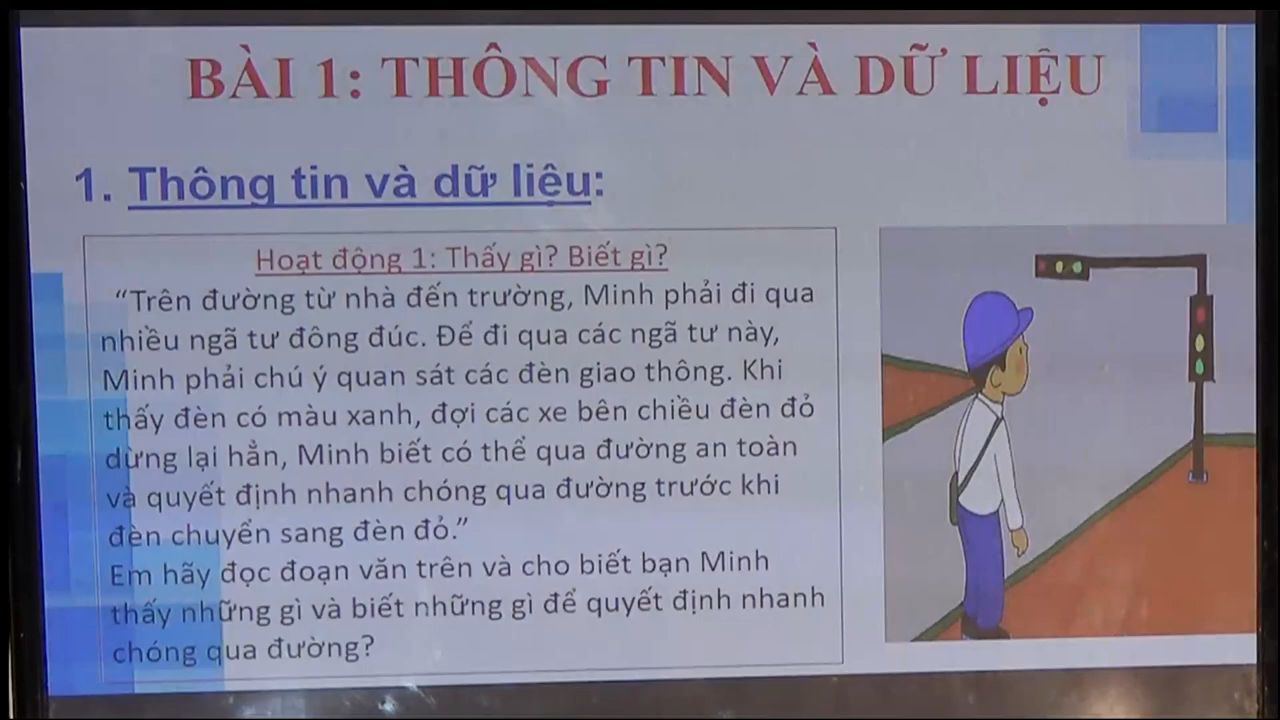 BÀI 1: THÔNG TIN VÀ DỮ LIỆU
1. Thông tin và dữ liệu:
Hoạt động 1: Thấy gì? Biết gì?
“Trên đường từ nhà đến trường, Minh phải đi qua
nhiều ngã tư đông đúc. Để đi qua các ngã tư này,
Minh phải chú ý quan sát các đèn giao thông. Khi
thấy đèn có màu xanh, đợi các xe bên chiều đèn đỏ
dừng lại hẳn, Minh biết có thể qua đường an toàn
và quyết định nhanh chóng qua đường trước khi
đèn chuyển sang đèn đỏ.”
Em hãy đọc đoạn văn trên và cho biết bạn Minh
thấy những gì và biết những gì để quyết định nhanh
chóng qua đường?